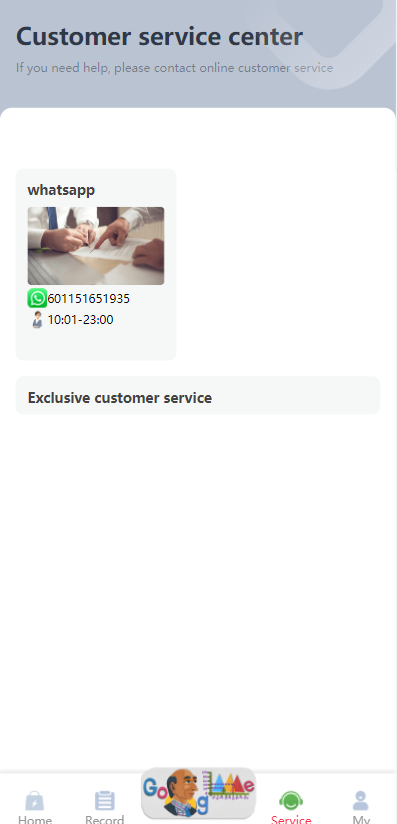 Customer service center
If you need help, please contact online customer service
whatsapp
601151651935
10:01-23:00
Exclusive customer service
Home Record Service My